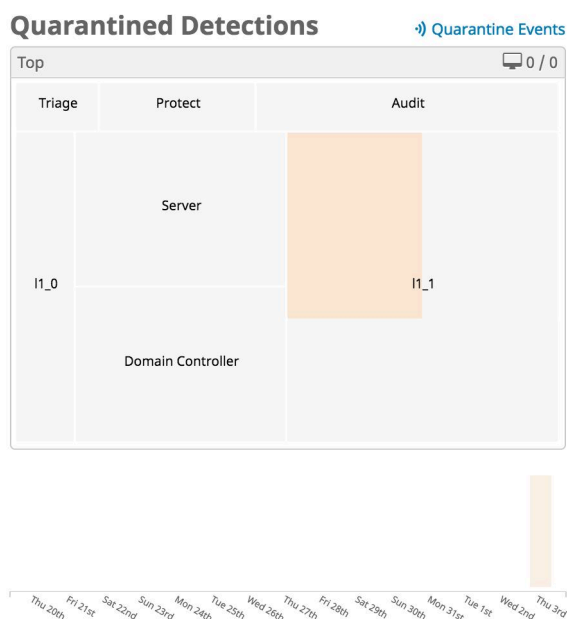 Quarantined Detections
Quarantine Events
Top 0 / 0
Triage Protect Audit
Server
l1_0 l1_1
Domain Controller
Thu 20th Fri 21st Sat 22nd Sun 23rd Mon 24th Tue 25th Wed 26th Thu 27th Fri 28th Sat 29th Sun 30th Mon 31st Tue 1st Wed 2nd Thu 3rd